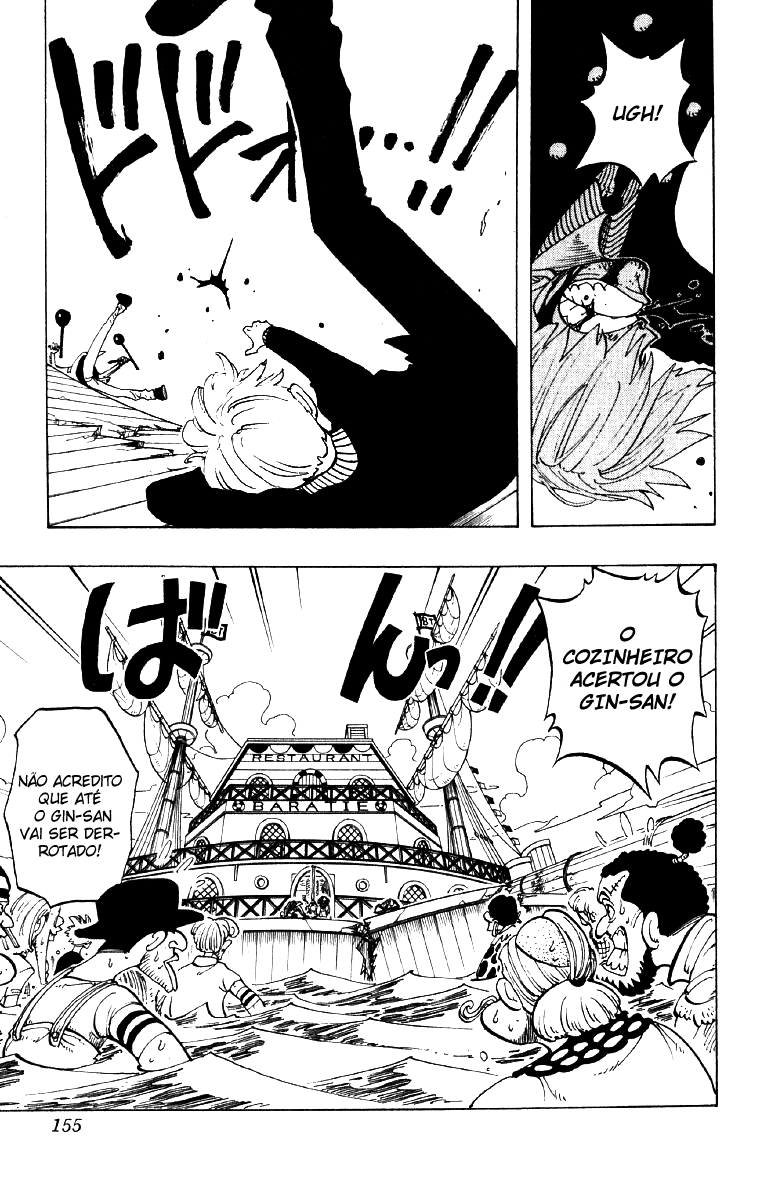 UGH!
ドドォ…!!
O
COZINHEIRO
ACERTOU O
GIN-SAN!
ばんっ!!
RESTAURANT
BARATIE
NÃO ACREDITO
QUE ATÉ
O GIN-SAN
VAI SER DER-
ROTADO!
155